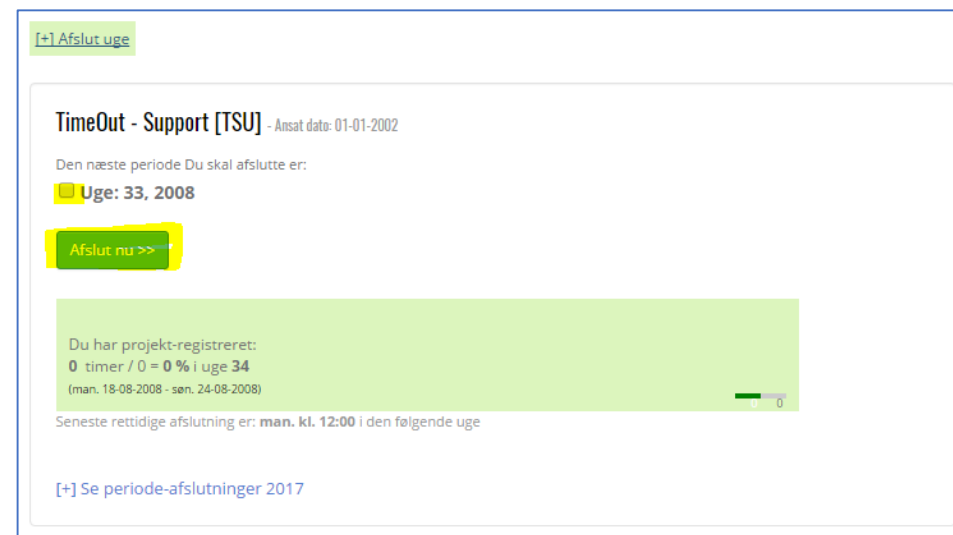 [+] Afslut uge
TimeOut - Support [TSU] - Ansat dato: 01-01-2002
Den næste periode Du skal afslutte er:
Uge: 33, 2008
Afslut nu >>
Du har projekt-registreret:
0 timer / 0 = 0 % i uge 34
(man. 18-08-2008 - søn. 24-08-2008)
0 0
Seneste rettidige afslutning er: man. kl. 12:00 i den følgende uge
[+] Se periode-afslutninger 2017